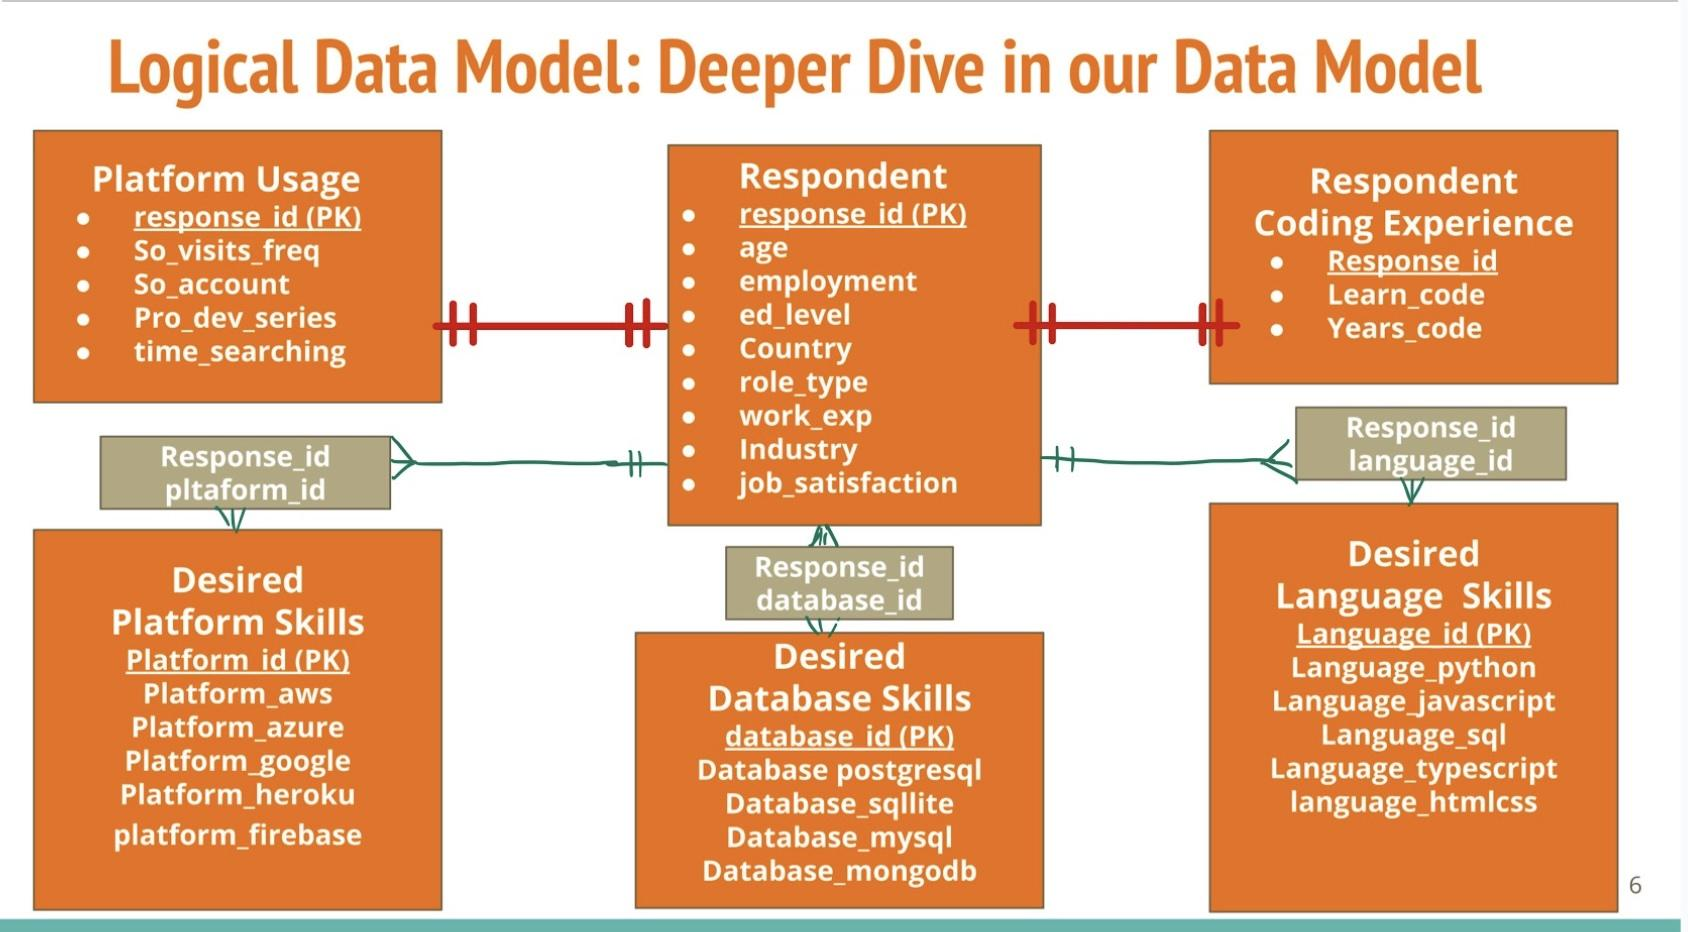 Logical Data Model: Deeper Dive in our Data Model
Platform Usage
● response_id (PK)
● So_visits_freq
● So_account
● Pro_dev_series
● time_searching
Respondent
● response_id (PK)
● age
● employment
● ed_level
● Country
● role_type
● work_exp
● Industry
● job_satisfaction
Respondent
Coding Experience
● Response_id
● Learn_code
● Years_code
Response_id
pltaform_id
Response_id
language_id
Response_id
database_id
Desired
Platform Skills
Platform_id (PK)
Platform_aws
Platform_azure
Platform_google
Platform_heroku
platform_firebase
Desired
Database Skills
database_id (PK)
Database postgresql
Database_sqllite
Database_mysql
Database_mongodb
Desired
Language  Skills
Language_id (PK)
Language_python
Language_javascript
Language_sql
Language_typescript
language_htmlcss
6